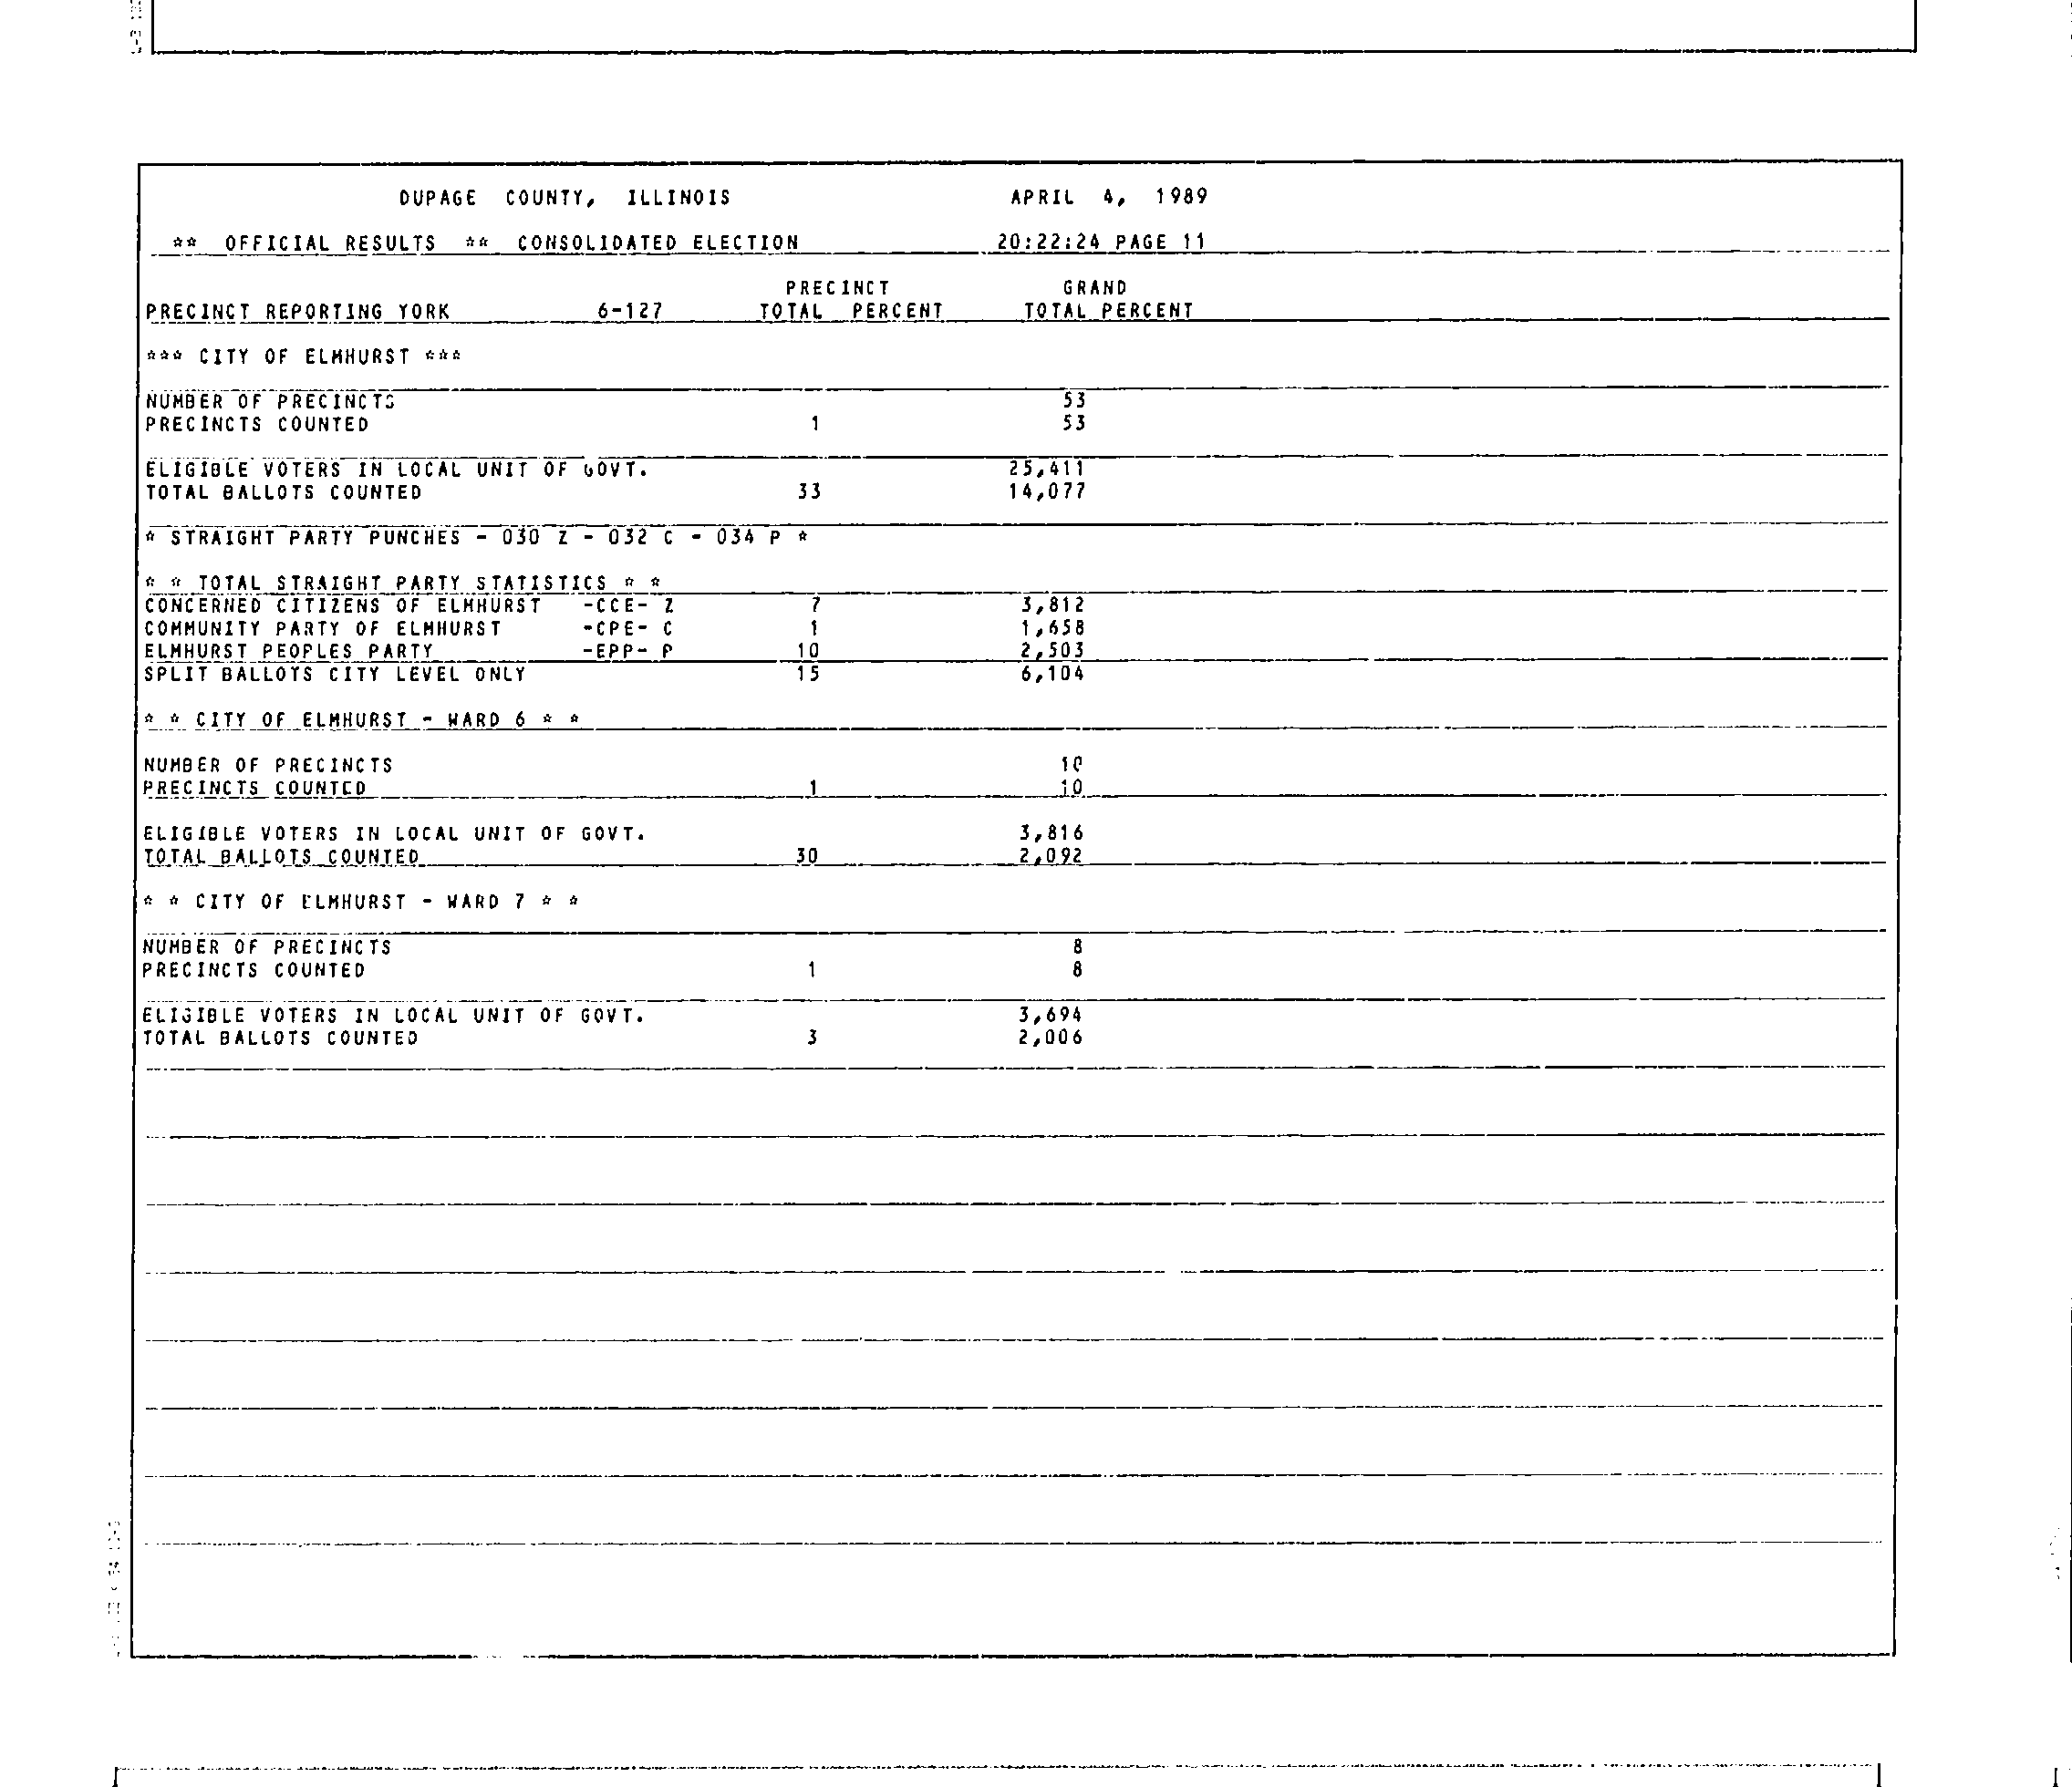 DUPAGE COUNTY, ILLINOIS APRIL 4, 1989
** OFFICIAL RESULTS ** CONSOLIDATED ELECTION 20:22:24 PAGE 11
PRECINCT GRAND
PRECINCT REPORTING YORK 6-127 TOTAL PERCENT TOTAL PERCENT
*** CITY OF ELMHURST ***
NUMBER OF PRECINCTS 53
PRECINCTS COUNTED 1 53
ELIGIBLE VOTERS IN LOCAL UNIT OF GOVT. 25,411
TOTAL BALLOTS COUNTED 33 14,077
* STRAIGHT PARTY PUNCHES - 030 Z - 032 C - 034 P *
* * TOTAL STRAIGHT PARTY STATISTICS * *
CONCERNED CITIZENS OF ELMHURST -CCE- Z 7 3,812
COMMUNITY PARTY OF ELMHURST -CPE- C 1 1,658
ELMHURST PEOPLES PARTY -EPP- P 10 2,503
SPLIT BALLOTS CITY LEVEL ONLY 15 6,104
* * CITY OF ELMHURST - WARD 6 * *
NUMBER OF PRECINCTS 10
PRECINCTS COUNTED 1 10
ELIGIBLE VOTERS IN LOCAL UNIT OF GOVT. 3,816
TOTAL BALLOTS COUNTED 30 2,092
* * CITY OF ELMHURST - WARD 7 * *
NUMBER OF PRECINCTS 8
PRECINCTS COUNTED 1 8
ELIGIBLE VOTERS IN LOCAL UNIT OF GOVT. 3,694
TOTAL BALLOTS COUNTED 3 2,006